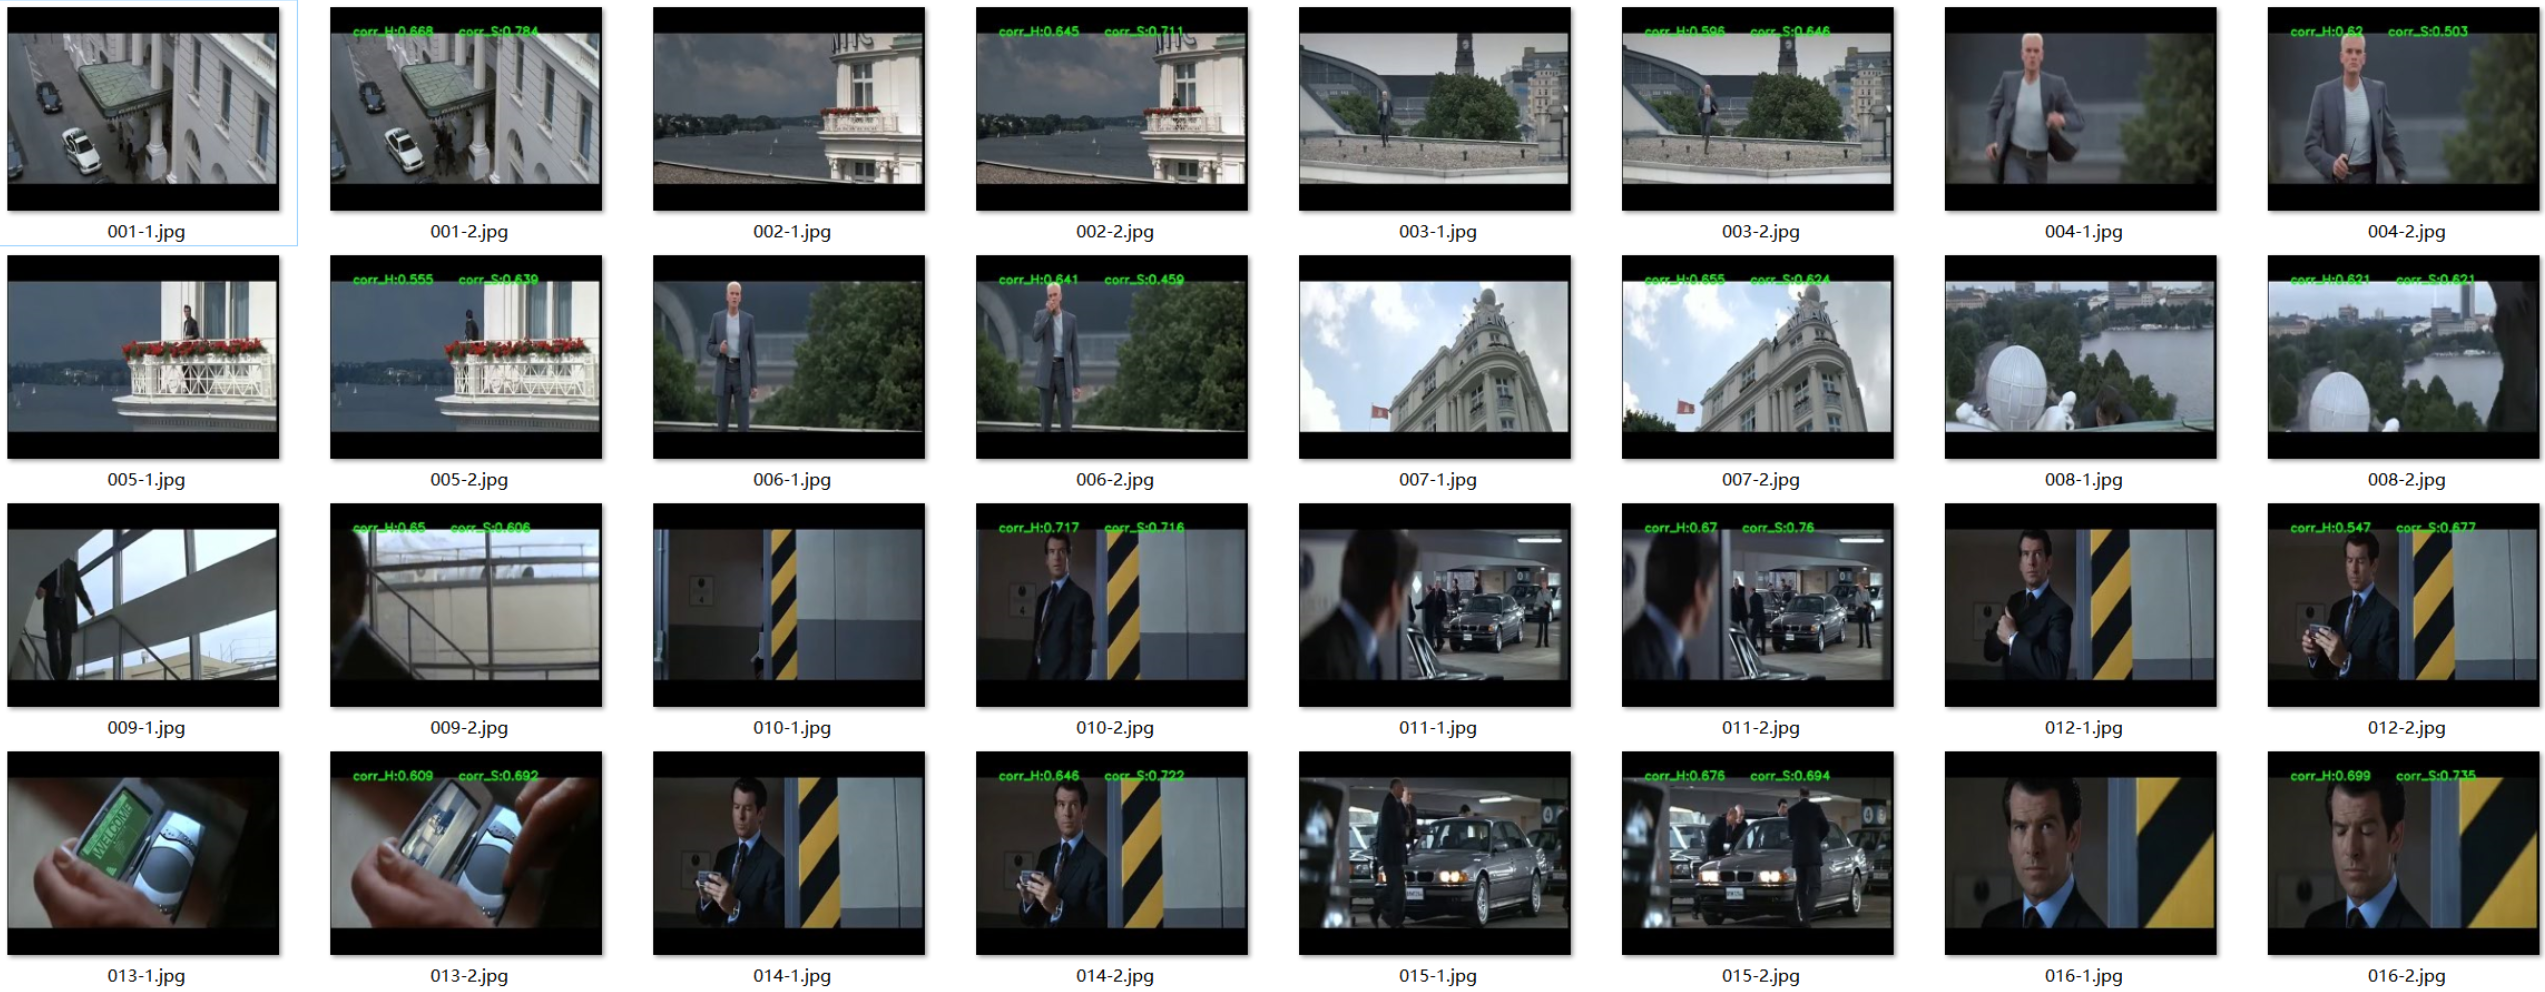 corr_H:0.668 corr_S:0.784
corr_H:0.645 corr_S:0.711
corr_H:0.596 corr_S:0.646
corr_H:0.62 corr_S:0.503
001-1.jpg 001-2.jpg 002-1.jpg 002-2.jpg 003-1.jpg 003-2.jpg 004-1.jpg 004-2.jpg
corr_H:0.555 corr_S:0.639
corr_H:0.641 corr_S:0.459
corr_H:0.655 corr_S:0.624
corr_H:0.621 corr_S:0.621
005-1.jpg 005-2.jpg 006-1.jpg 006-2.jpg 007-1.jpg 007-2.jpg 008-1.jpg 008-2.jpg
corr_H:0.65 corr_S:0.606
corr_H:0.717 corr_S:0.716
corr_H:0.67 corr_S:0.76
corr_H:0.547 corr_S:0.677
4
4
009-1.jpg 009-2.jpg 010-1.jpg 010-2.jpg 011-1.jpg 011-2.jpg 012-1.jpg 012-2.jpg
corr_H:0.609 corr_S:0.692
corr_H:0.646 corr_S:0.722
corr_H:0.676 corr_S:0.694
corr_H:0.699 corr_S:0.735
WELCOME
4
4
013-1.jpg 013-2.jpg 014-1.jpg 014-2.jpg 015-1.jpg 015-2.jpg 016-1.jpg 016-2.jpg